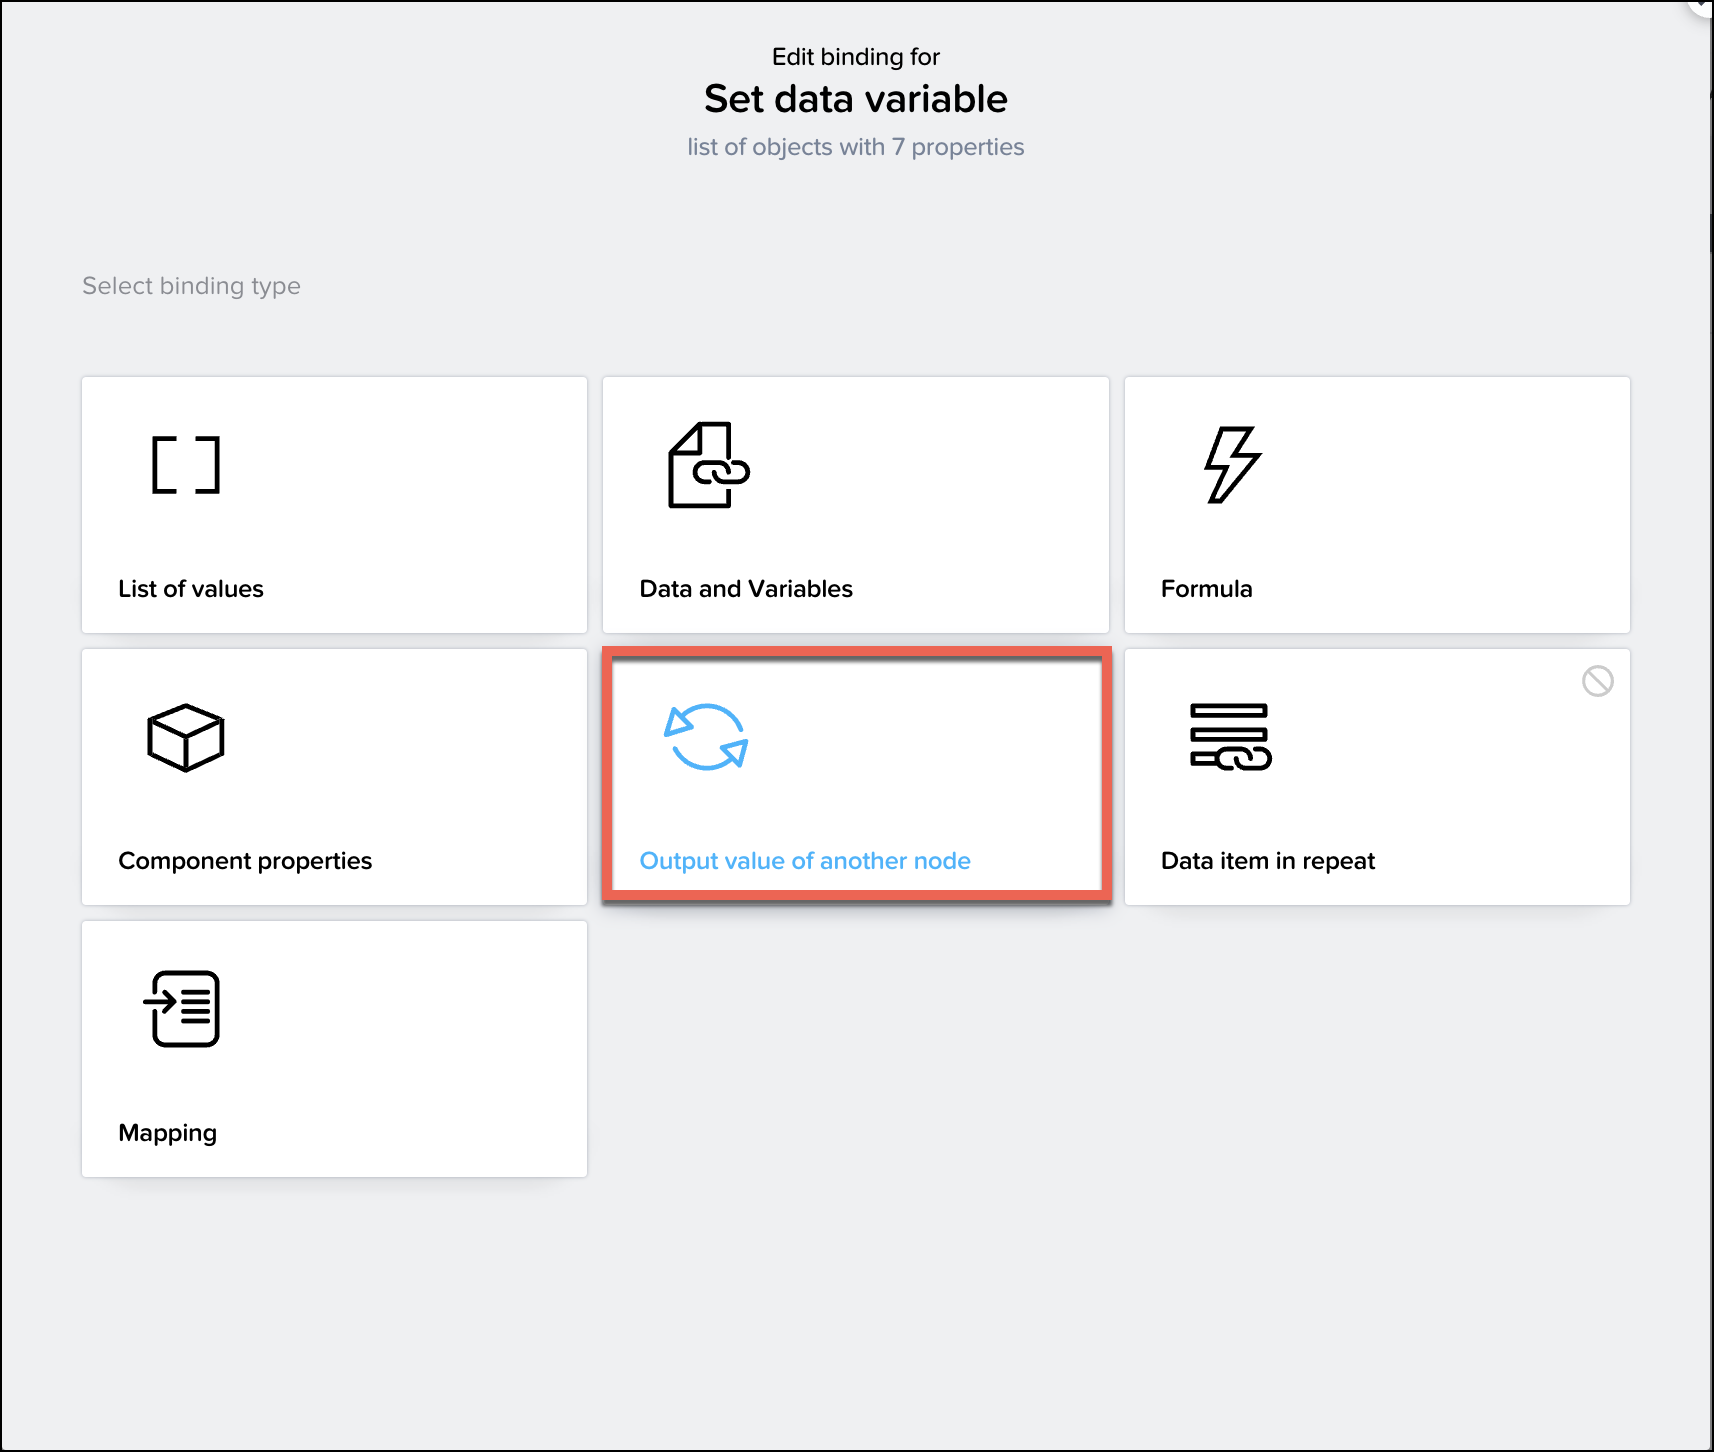 Edit binding for
Set data variable
list of objects with 7 properties
Select binding type
List of values
Data and Variables
Formula
Component properties
Output value of another node
Data item in repeat
Mapping